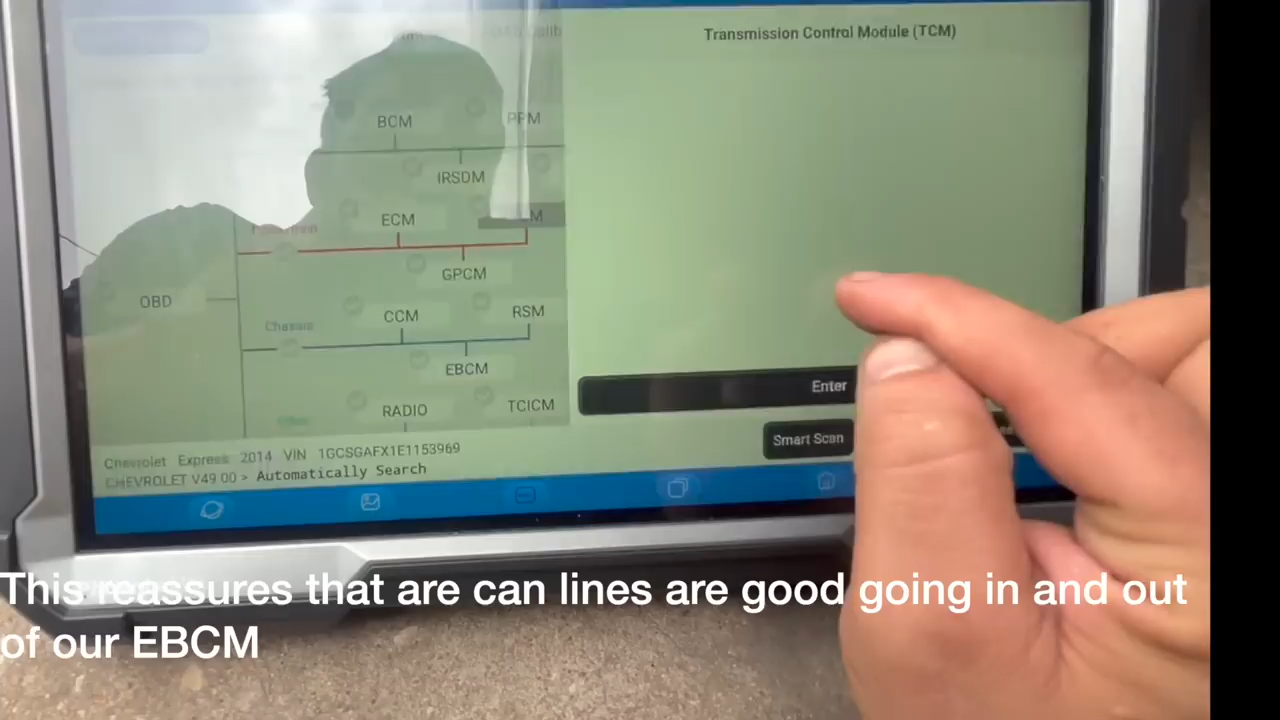 Transmission Control Module (TCM)
BCM
IRSDM
ECM
GPCM
OBD
CCM
RSM
Chassis
EBCM
RADIO
TCICM
Enter
Smart Scan
Chevrolet Express 2014 VIN 1GCSGAFX1E1153969
CHEVROLET V49.00 > Automatically Search
This reassures that are can lines are good going in and out
of our EBCM